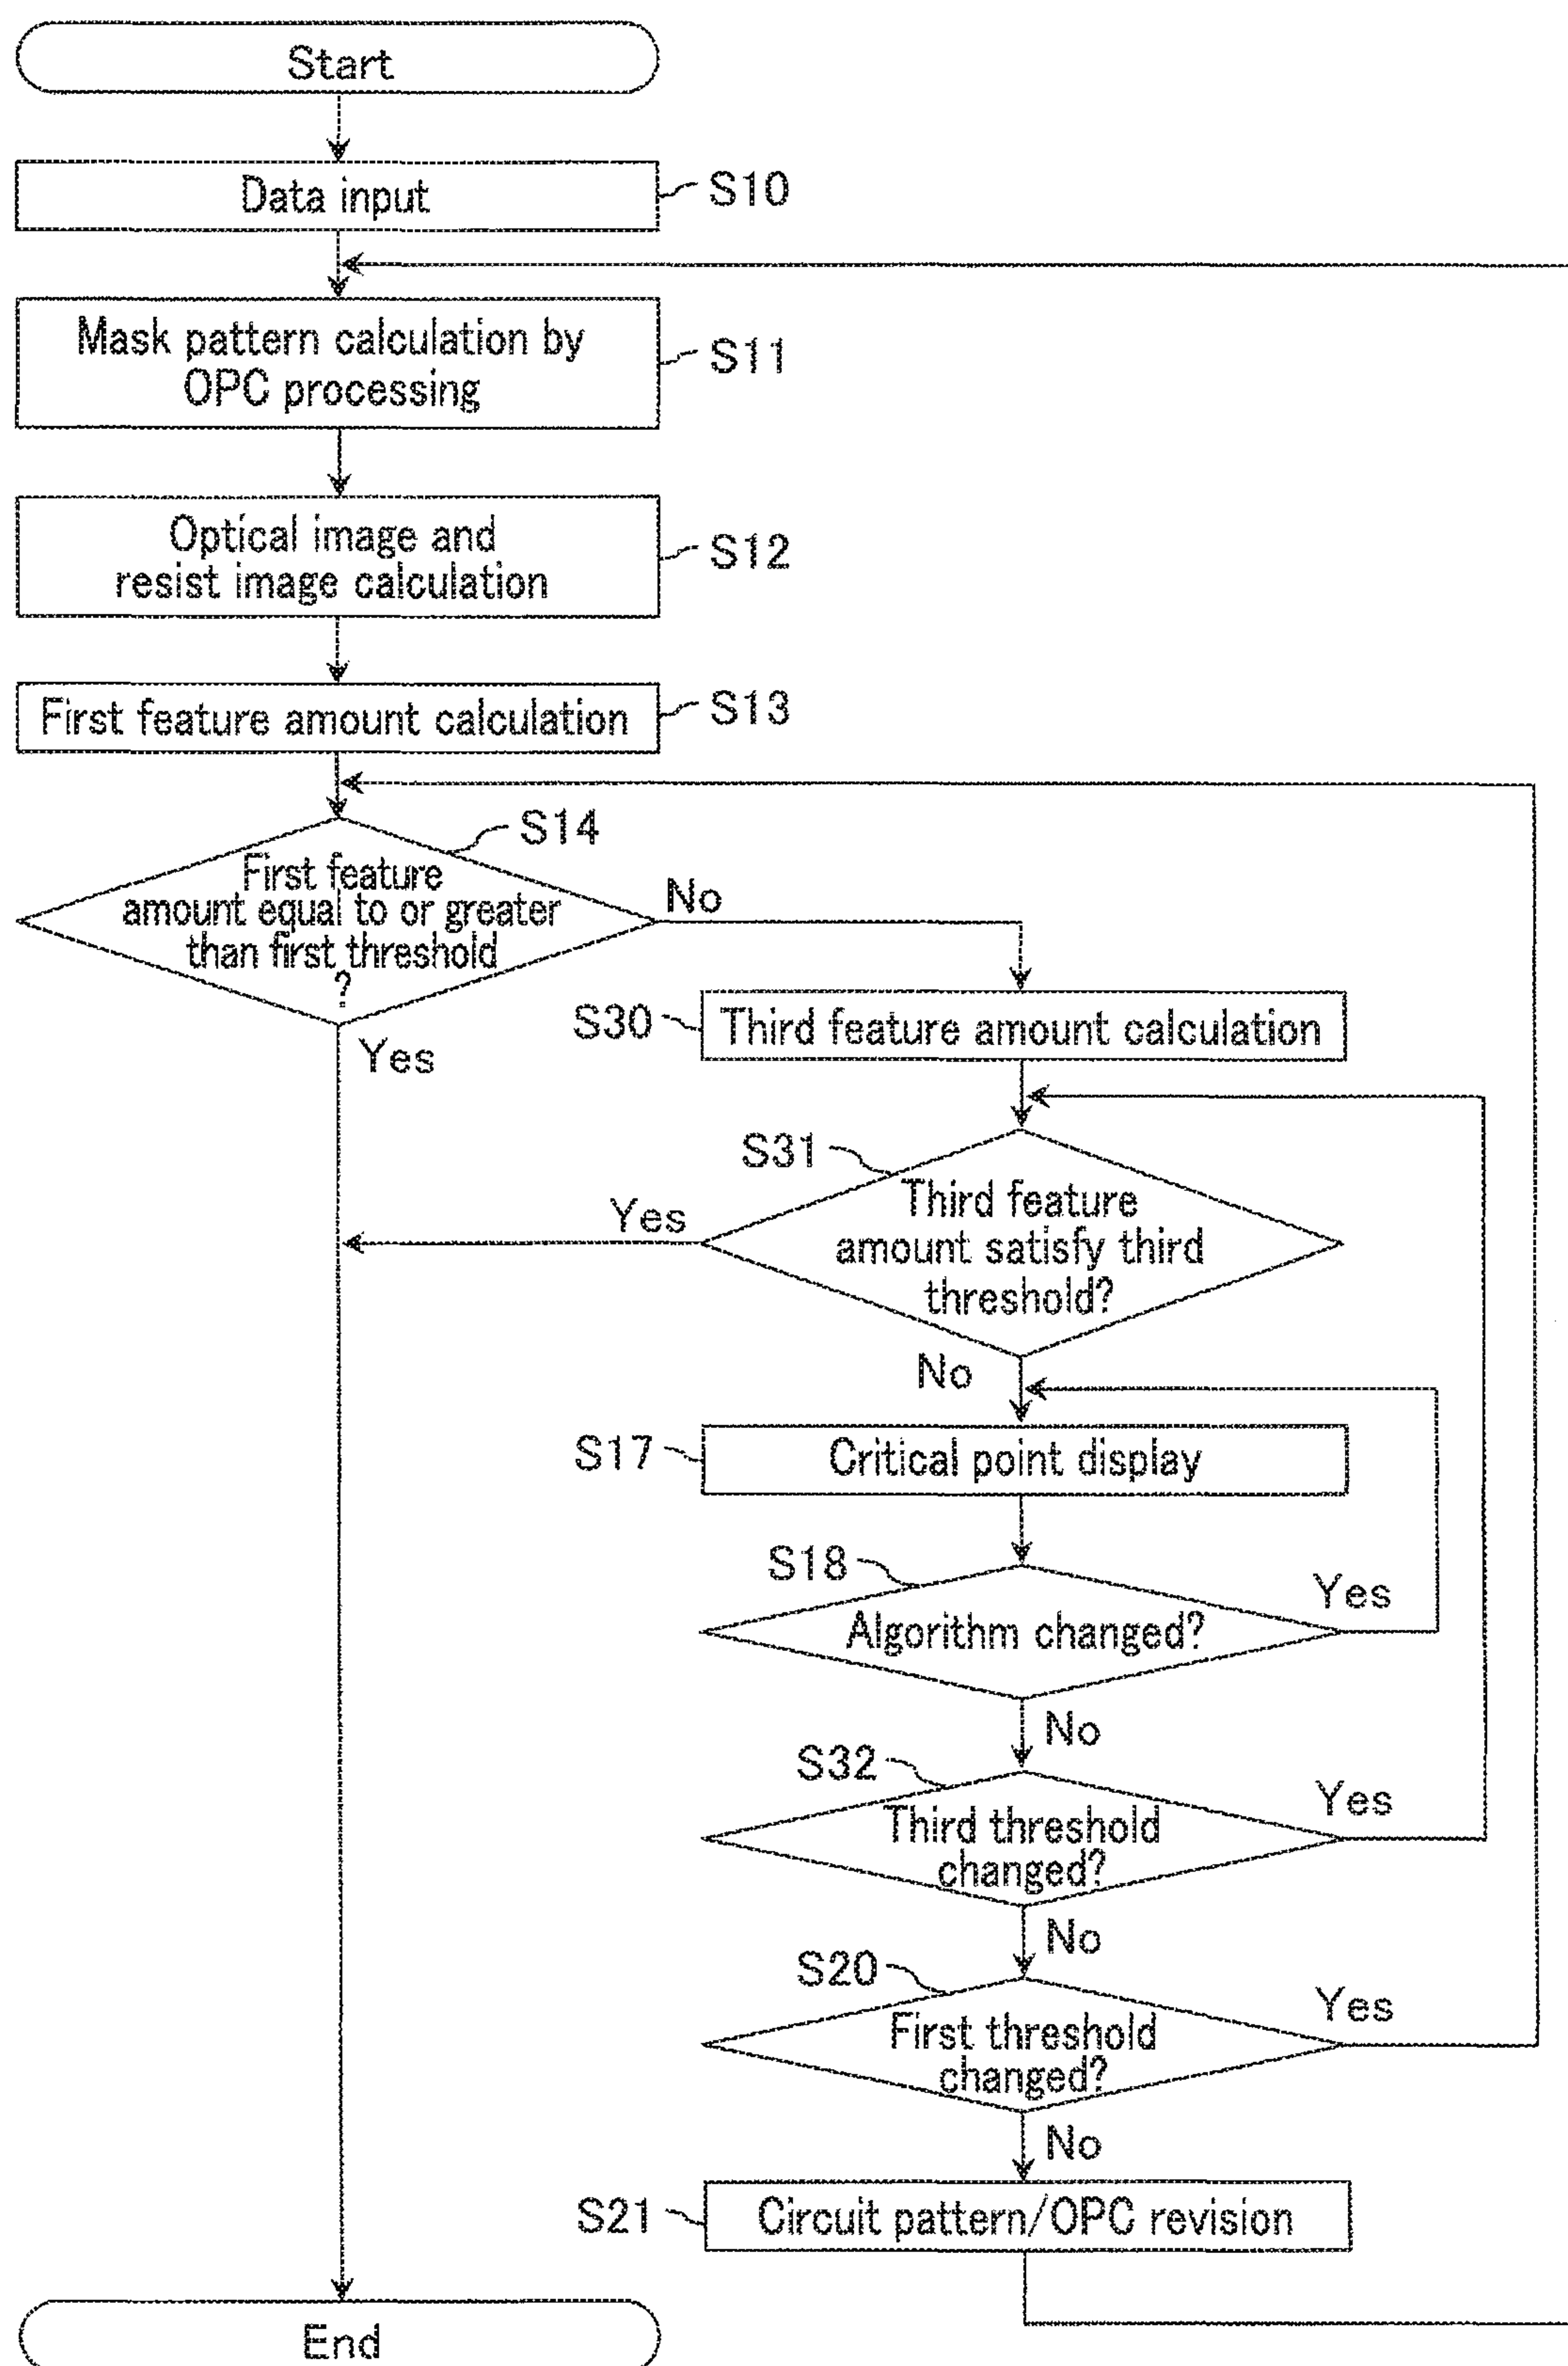 Start
Data input
S10
Mask pattern calculation by
OPC processing
S11
Optical image and
resist image calculation
S12
First feature amount calculation
S13
S14
First feature
amount equal to or greater
than first threshold
?
No
Yes
S30
Third feature amount calculation
S31
Third feature
amount satisfy third
threshold?
Yes
No
S17
Critical point display
S18
Algorithm changed?
Yes
No
S32
Third threshold
changed?
Yes
No
S20
First threshold
changed?
Yes
No
S21
Circuit pattern/OPC revision
End